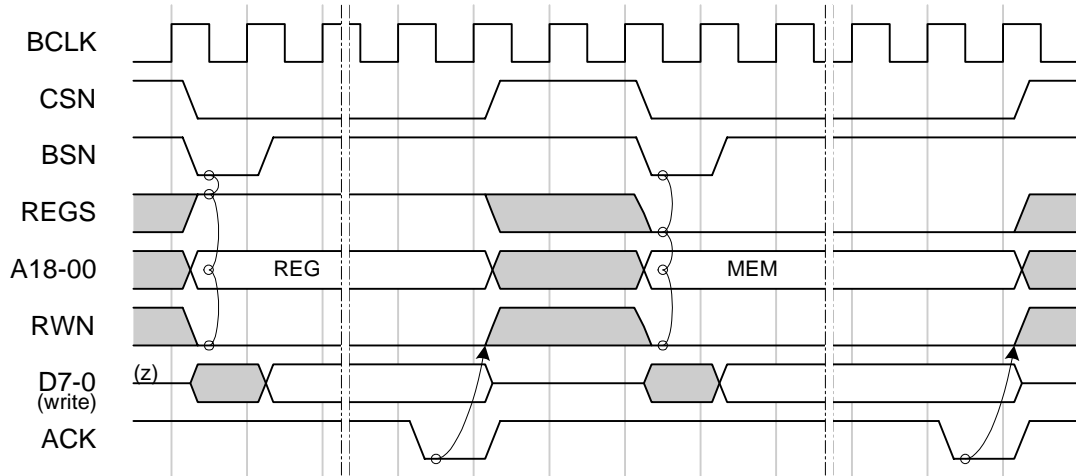 BCLK
CSN
BSN
REGS
A18-00 REG MEM
RWN
D7-0 (z)
(write)
ACK